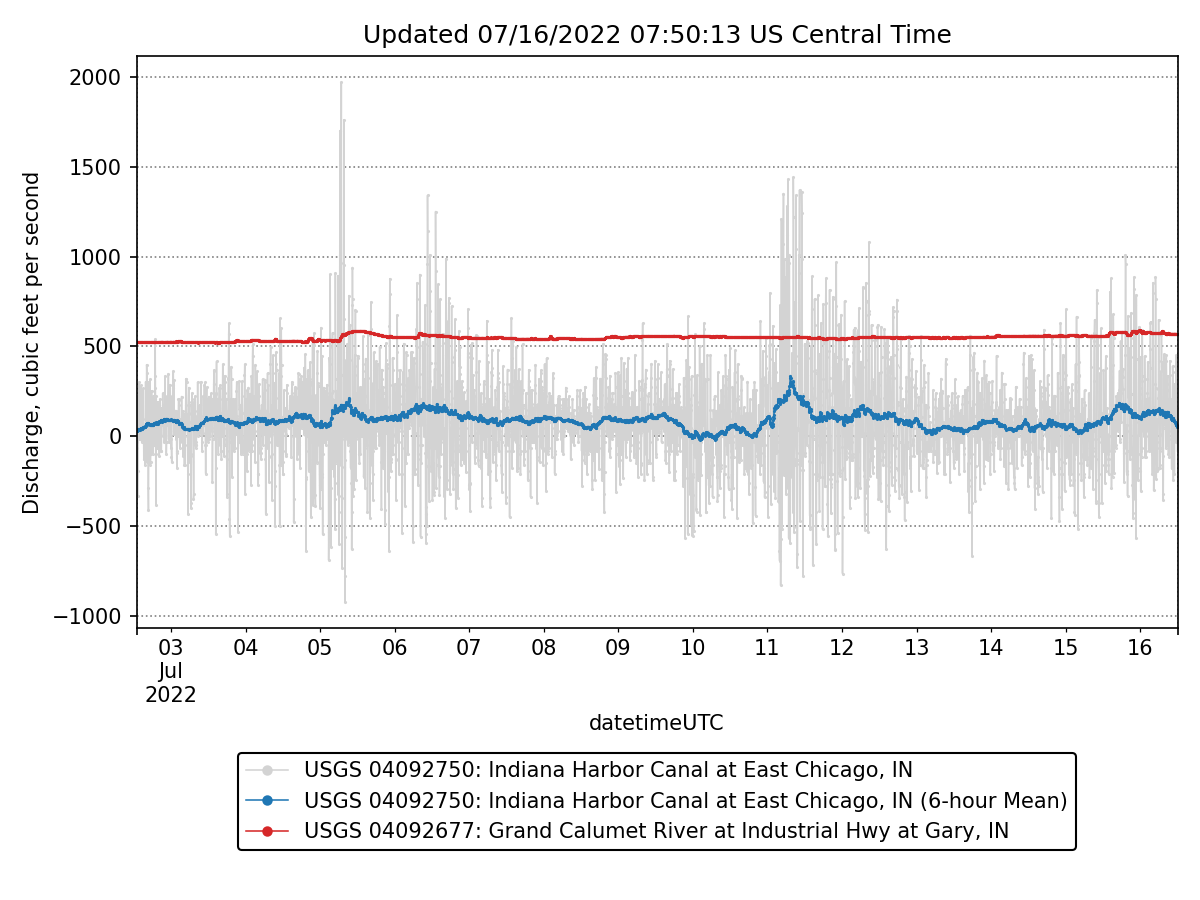 Updated 07/16/2022 07:50:13 US Central Time
Discharge, cubic feet per second
2000
1500
1000
500
0
−500
−1000
03 04 05 06 07 08 09 10 11 12 13 14 15 16
Jul
2022
datetimeUTC
USGS 04092750: Indiana Harbor Canal at East Chicago, IN
USGS 04092750: Indiana Harbor Canal at East Chicago, IN (6-hour Mean)
USGS 04092677: Grand Calumet River at Industrial Hwy at Gary, IN